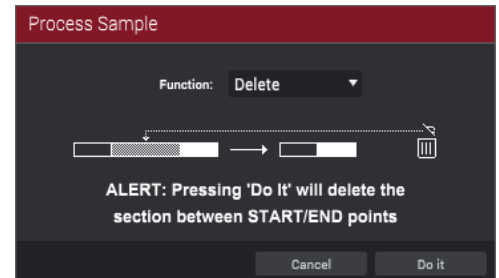 Process Sample
Function: Delete
ALERT: Pressing 'Do It' will delete the
section between START/END points
Cancel Do it